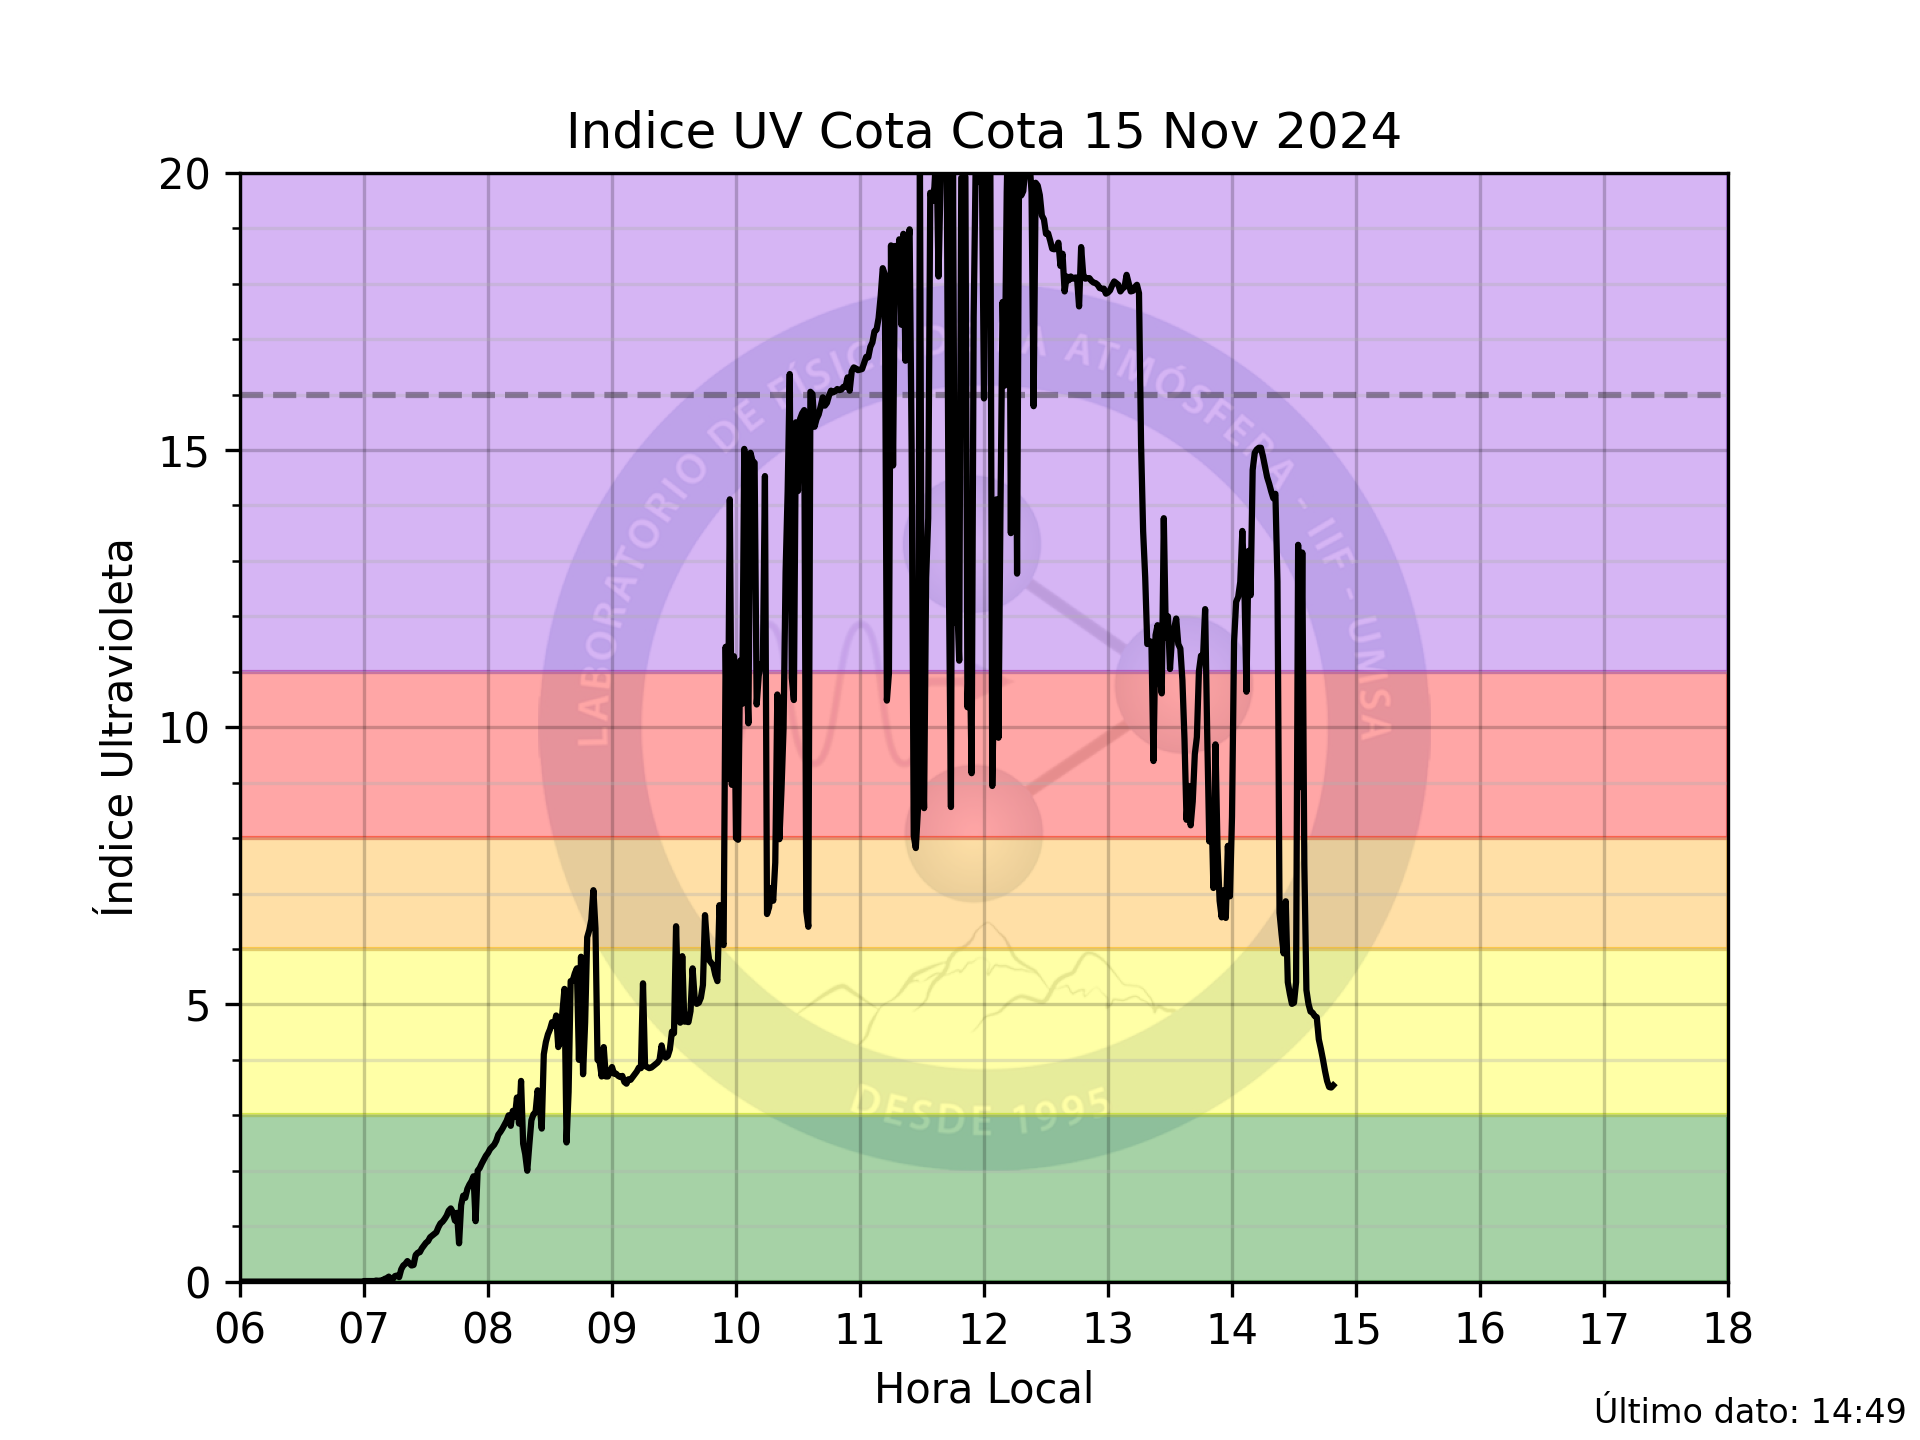 Indice UV Cota Cota 15 Nov 2024
20
15
10
5
0
Índice Ultravioleta
06 07 08 09 10 11 12 13 14 15 16 17 18
Hora Local
Último dato: 14:49
LABORATORIO DE FÍSICA DE LA ATMÓSFERA - IIF - UMSA
DESDE 1995